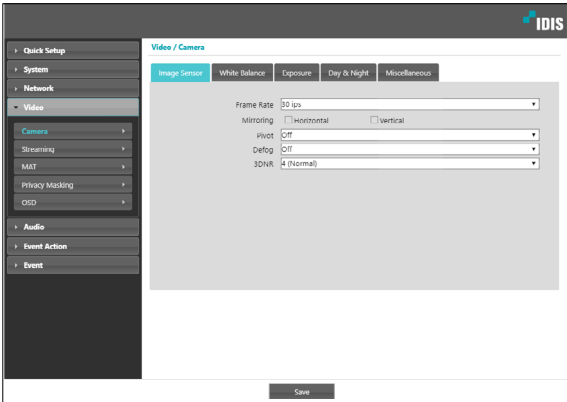 IDIS
Quick Setup
System
Network
Video
Camera
Streaming
MAT
Privacy Masking
OSD
Audio
Event Action
Event
Video / Camera
Image Sensor White Balance Exposure Day & Night Miscellaneous
Frame Rate 30 ips
Mirroring Horizontal Vertical
Pivot Off
Defog Off
3DNR 4 (Normal)
Save